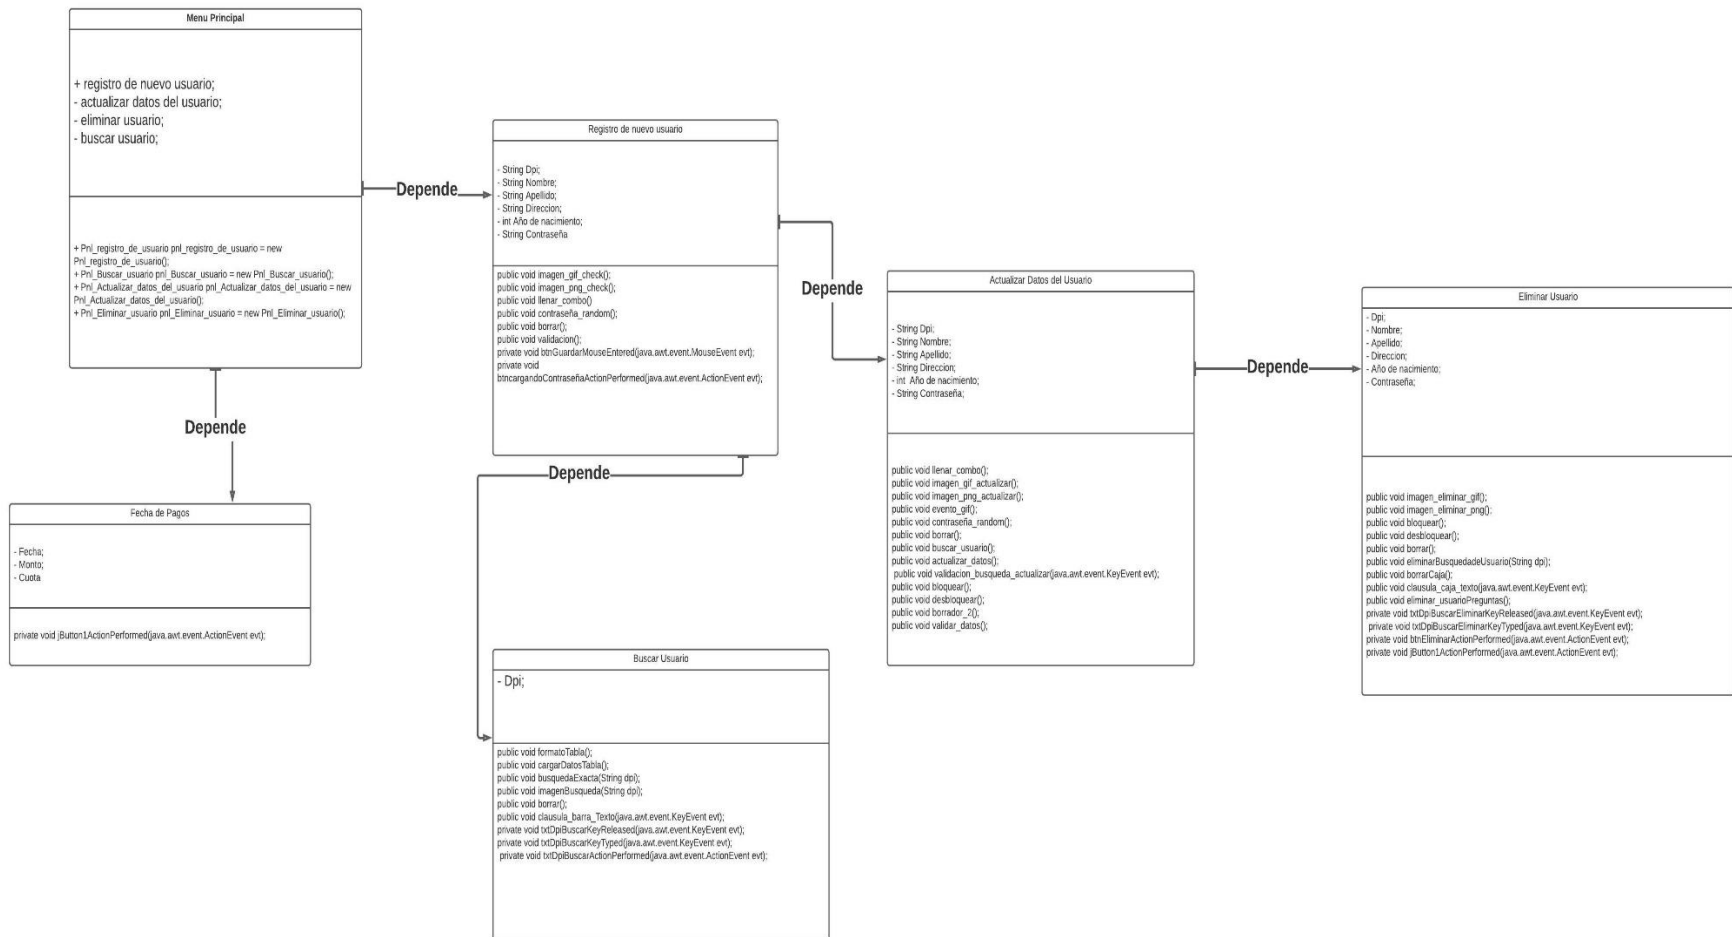 Menu Principal
+ registro de nuevo usuario;
- actualizar datos del usuario;
- eliminar usuario;
- buscar usuario;
+ Pnl_registro_de_usuario pnl_registro_de_usuario = new
Pnl_registro_de_usuario();
+ Pnl_Buscar_usuario pnl_Buscar_usuario = new Pnl_Buscar_usuario();
+ Pnl_Actualizar_datos_del_usuario pnl_Actualizar_datos_del_usuario = new
Pnl_Actualizar_datos_del_usuario();
+ Pnl_Eliminar_usuario pnl_Eliminar_usuario = new Pnl_Eliminar_usuario();
Depende
Depende
Fecha de Pagos
- Fecha;
- Monto;
- Cuota
private void jButton1ActionPerformed(java.awt.event.ActionEvent evt);
Registro de nuevo usuario
- String Dpi;
- String Nombre;
- String Apellido;
- String Direccion;
- int Año de nacimiento;
- String Contraseña
public void imagen_gif_check();
public void imagen_png_check();
public void llenar_combo()
public void contraseña_random();
public void borrar();
public void validacion();
private void btnGuardarMouseEntered(java.awt.event.MouseEvent evt);
private void
btncargandoContraseñaActionPerformed(java.awt.event.ActionEvent evt);
Depende
Depende
Buscar Usuario
- Dpi;
public void formatoTabla();
public void cargarDatosTabla();
public void busquedaExacta(String dpi);
public void imagenBusqueda(String dpi);
public void borrar();
public void clausula_barra_Texto(java.awt.event.KeyEvent evt);
private void txtDpiBuscarKeyReleased(java.awt.event.KeyEvent evt);
private void txtDpiBuscarKeyTyped(java.awt.event.KeyEvent evt);
private void txtDpiBuscarActionPerformed(java.awt.event.ActionEvent evt);
Actualizar Datos del Usuario
- String Dpi;
- String Nombre;
- String Apellido;
- String Direccion;
- int Año de nacimiento;
- String Contraseña;
public void llenar_combo();
public void imagen_gif_actualizar();
public void imagen_png_actualizar();
public void evento_gif();
public void contraseña_random();
public void borrar();
public void buscar_usuario();
public void actualizar_datos();
public void validacion_busqueda_actualizar(java.awt.event.KeyEvent evt);
public void bloquear();
public void desbloquear();
public void borrador_2();
public void validar_datos();
Depende
Eliminar Usuario
- Dpi;
- Nombre;
- Apellido;
- Direccion;
- Año de nacimiento;
- Contraseña;
public void imagen_eliminar_gif();
public void imagen_eliminar_png();
public void bloquear();
public void desbloquear();
public void borrar();
public void eliminarBusquedadeUsuario(String dpi);
public void borrarCaja();
public void clausula_caja_texto(java.awt.event.KeyEvent evt);
public void eliminar_usuarioPreguntas();
private void txtDpiBuscarEliminarKeyReleased(java.awt.event.KeyEvent evt);
private void txtDpiBuscarEliminarKeyTyped(java.awt.event.KeyEvent evt);
private void btnEliminarActionPerformed(java.awt.event.ActionEvent evt);
private void jButton1ActionPerformed(java.awt.event.ActionEvent evt);